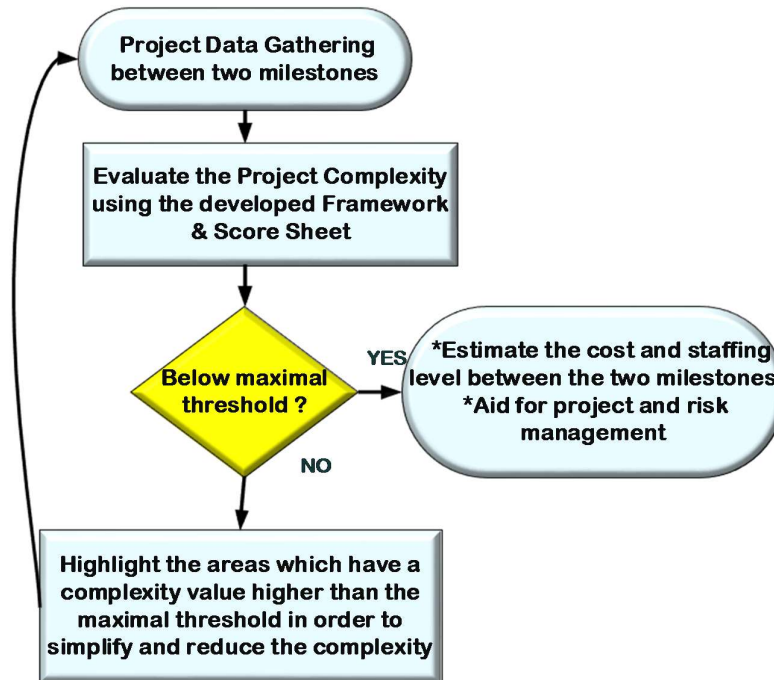 Project Data Gathering
between two milestones
Evaluate the Project Complexity
using the developed Framework
& Score Sheet
Below maximal
threshold ?
YES
*Estimate the cost and staffing
level between the two milestones
*Aid for project and risk
management
NO
Highlight the areas which have a
complexity value higher than the
maximal threshold in order to
simplify and reduce the complexity